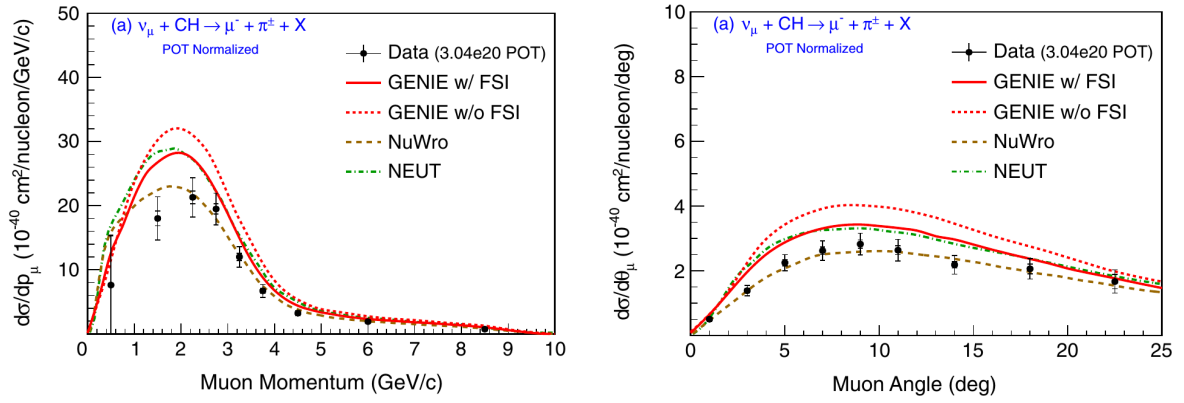 (a) νμ + CH → μ- + π± + X
POT Normalized
Data (3.04e20 POT)
GENIE w/ FSI
GENIE w/o FSI
NuWro
NEUT
dσ/dpμ (10-40 cm2/nucleon/GeV/c)
50
40
30
20
10
0 1 2 3 4 5 6 7 8 9 10
Muon Momentum (GeV/c)
(a) νμ + CH → μ- + π± + X
POT Normalized
Data (3.04e20 POT)
GENIE w/ FSI
GENIE w/o FSI
NuWro
NEUT
dσ/dθμ (10-40 cm2/nucleon/deg)
10
8
6
4
2
0 5 10 15 20 25
Muon Angle (deg)